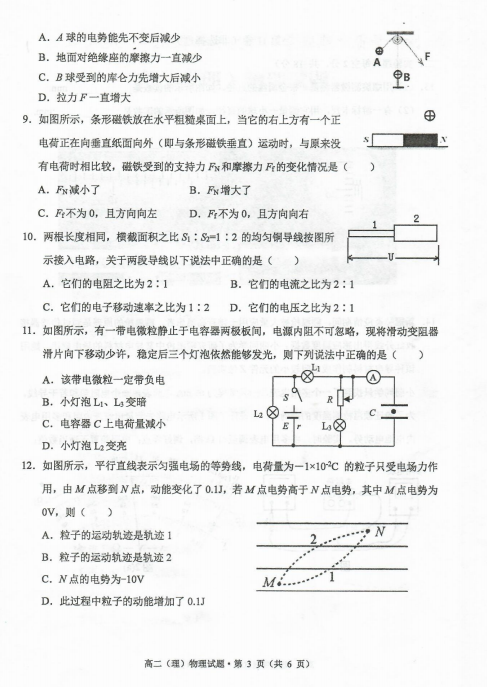 A．A 球的电势能先不变后减少
B．地面对绝缘座的摩擦力一直减少
C．B 球受到的库仑力先增大后减小
D．拉力 F 一直增大
A
F
B
9．如图所示，条形磁铁放在水平粗糙桌面上，当它的右上方有一个正
电荷正在向垂直纸面向外（即与条形磁铁垂直）运动时，与原来没
有电荷时相比较，磁铁受到的支持力 FN和摩擦力 Ff的变化情况是（　　）
S
N
A．FN减小了　　B．FN增大了
C．Ff不为 0，且方向向左　　D．Ff不为 0，且方向向右
10．两根长度相同，横截面积之比 S1∶S2=1∶2 的均匀铜导线按图所
示接入电路，关于两段导线以下说法中正确的是（　　）
1
2
U
A．它们的电阻之比为 2∶1　　B．它们的电流之比为 2∶1
C．它们的电子移动速率之比为 1∶2　　D．它们的电压之比为 2∶1
11．如图所示，有一带电微粒静止于电容器两极板间，电源内阻不可忽略，现将滑动变阻器
滑片向下移动少许，稳定后三个灯泡依然能够发光，则下列说法中正确的是（　　）
A．该带电微粒一定带负电
B．小灯泡 L1、L3变暗
C．电容器 C 上电荷量减小
D．小灯泡 L2变亮
L1
A
S
R
L2
E
r
L3
C
12．如图所示，平行直线表示匀强电场的等势线，电荷量为－1×10-2C 的粒子只受电场力作
用，由 M 点移到 N 点，动能变化了 0.1J，若 M 点电势高于 N 点电势，其中 M 点电势为
0V，则（　　）
A．粒子的运动轨迹是轨迹 1
B．粒子的运动轨迹是轨迹 2
C．N 点的电势为-10V
D．此过程中粒子的动能增加了 0.1J
2
N
M
1
高二（理）物理试题·第 3 页（共 6 页）